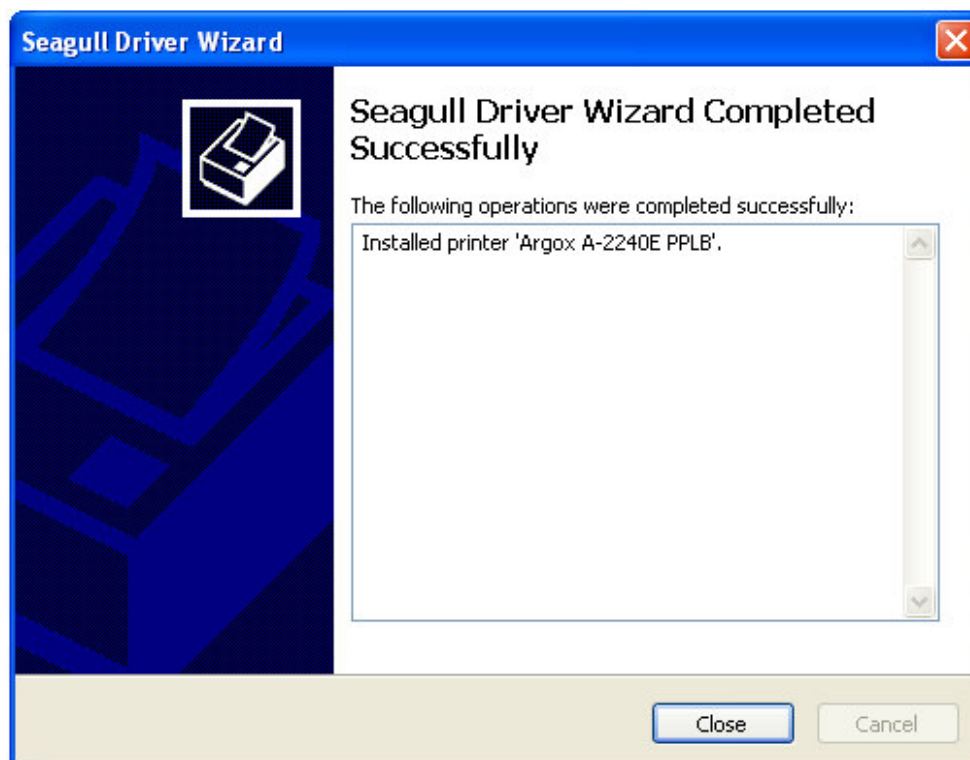 Seagull Driver Wizard
Seagull Driver Wizard Completed
Successfully
The following operations were completed successfully:
Installed printer 'Argox A-2240E PPLB'.
Close
Cancel